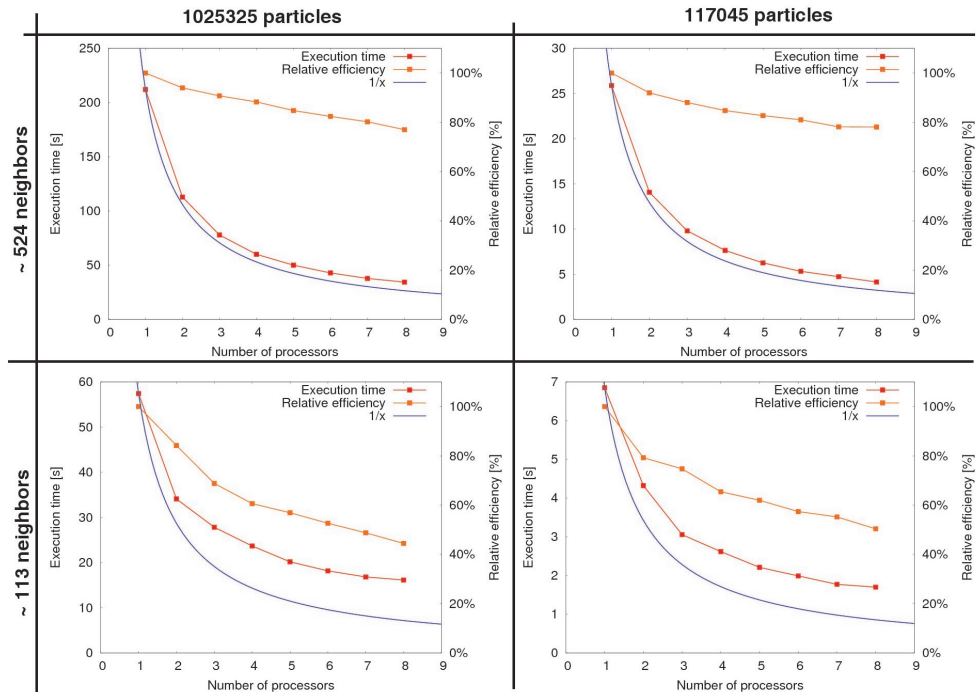 1025325 particles
117045 particles
~ 524 neighbors
250
200
150
100
50
0
Execution time [s]
Execution time
Relative efficiency
1/x
100%
80%
60%
40%
20%
0%
Relative efficiency [%]
0 1 2 3 4 5 6 7 8 9
Number of processors
30
25
20
15
10
5
0
Execution time [s]
Execution time
Relative efficiency
1/x
100%
80%
60%
40%
20%
0%
Relative efficiency [%]
0 1 2 3 4 5 6 7 8 9
Number of processors
~ 113 neighbors
60
50
40
30
20
10
0
Execution time [s]
Execution time
Relative efficiency
1/x
100%
80%
60%
40%
20%
0%
Relative efficiency [%]
0 1 2 3 4 5 6 7 8 9
Number of processors
7
6
5
4
3
2
1
0
Execution time [s]
Execution time
Relative efficiency
1/x
100%
80%
60%
40%
20%
0%
Relative efficiency [%]
0 1 2 3 4 5 6 7 8 9
Number of processors